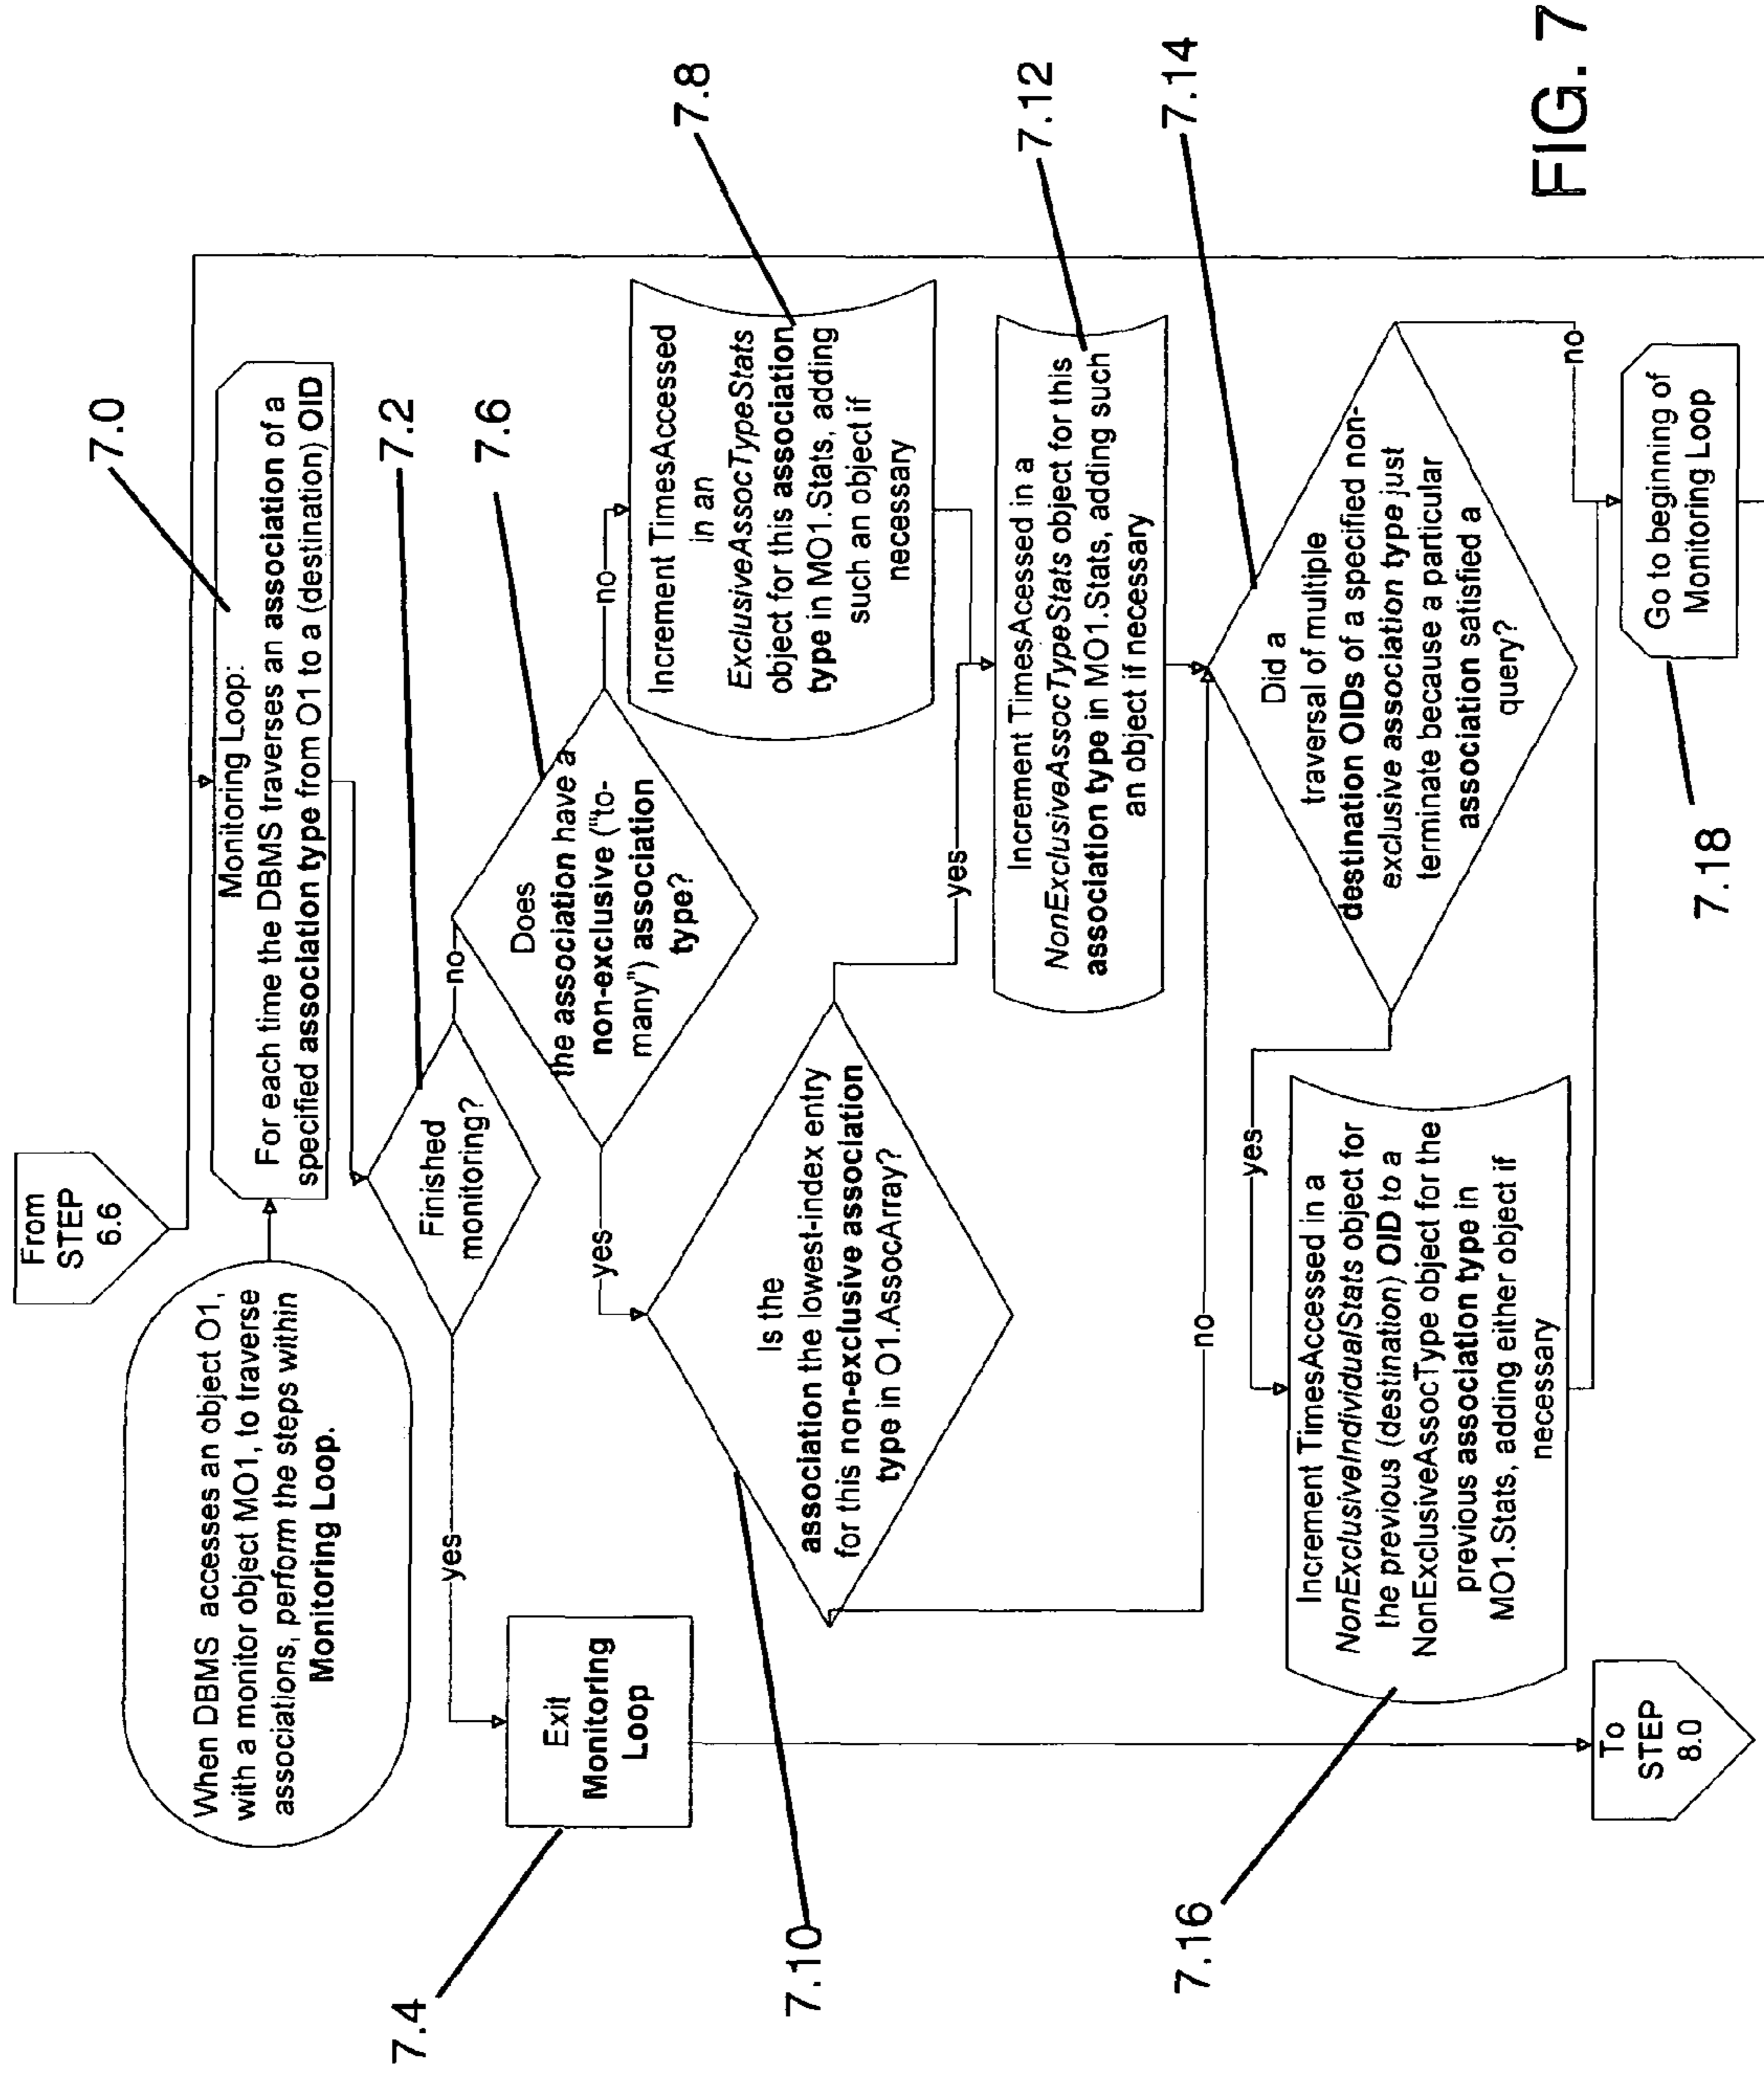 From
STEP
6.6
When DBMS accesses an object O1,
with a monitor object MO1, to traverse
associations, perform the steps within
Monitoring Loop.
7.0
Monitoring Loop:
For each time the DBMS traverses an association of a
specified association type from O1 to a (destination) OID
7.2
Finished
monitoring?
no
yes
7.4
Exit
Monitoring
Loop
7.6
Does
the association have a
non-exclusive ("to-
many") association
type?
no
yes
7.8
Increment TimesAccessed
in an
ExclusiveAssocTypeStats
object for this association
type in MO1.Stats, adding
such an object if
necessary
7.10
Is the
association the lowest-index entry
for this non-exclusive association
type in O1.AssocArray?
yes
no
7.12
Increment TimesAcessed in a
NonExclusiveAssocTypeStats object for this
association type in MO1.Stats, adding such
an object if necessary
7.14
Did a
traversal of multiple
destination OIDs of a specified non-
exclusive association type just
terminate because a particular
association satisfied a
query?
no
yes
7.16
Increment TimesAccessed in a
NonExclusiveIndividualStats object for
the previous (destination) OID to a
NonExclusiveAssocType object for the
previous association type in
MO1.Stats, adding either object if
necessary
7.18
Go to beginning of
Monitoring Loop
To
STEP
8.0
FIG. 7